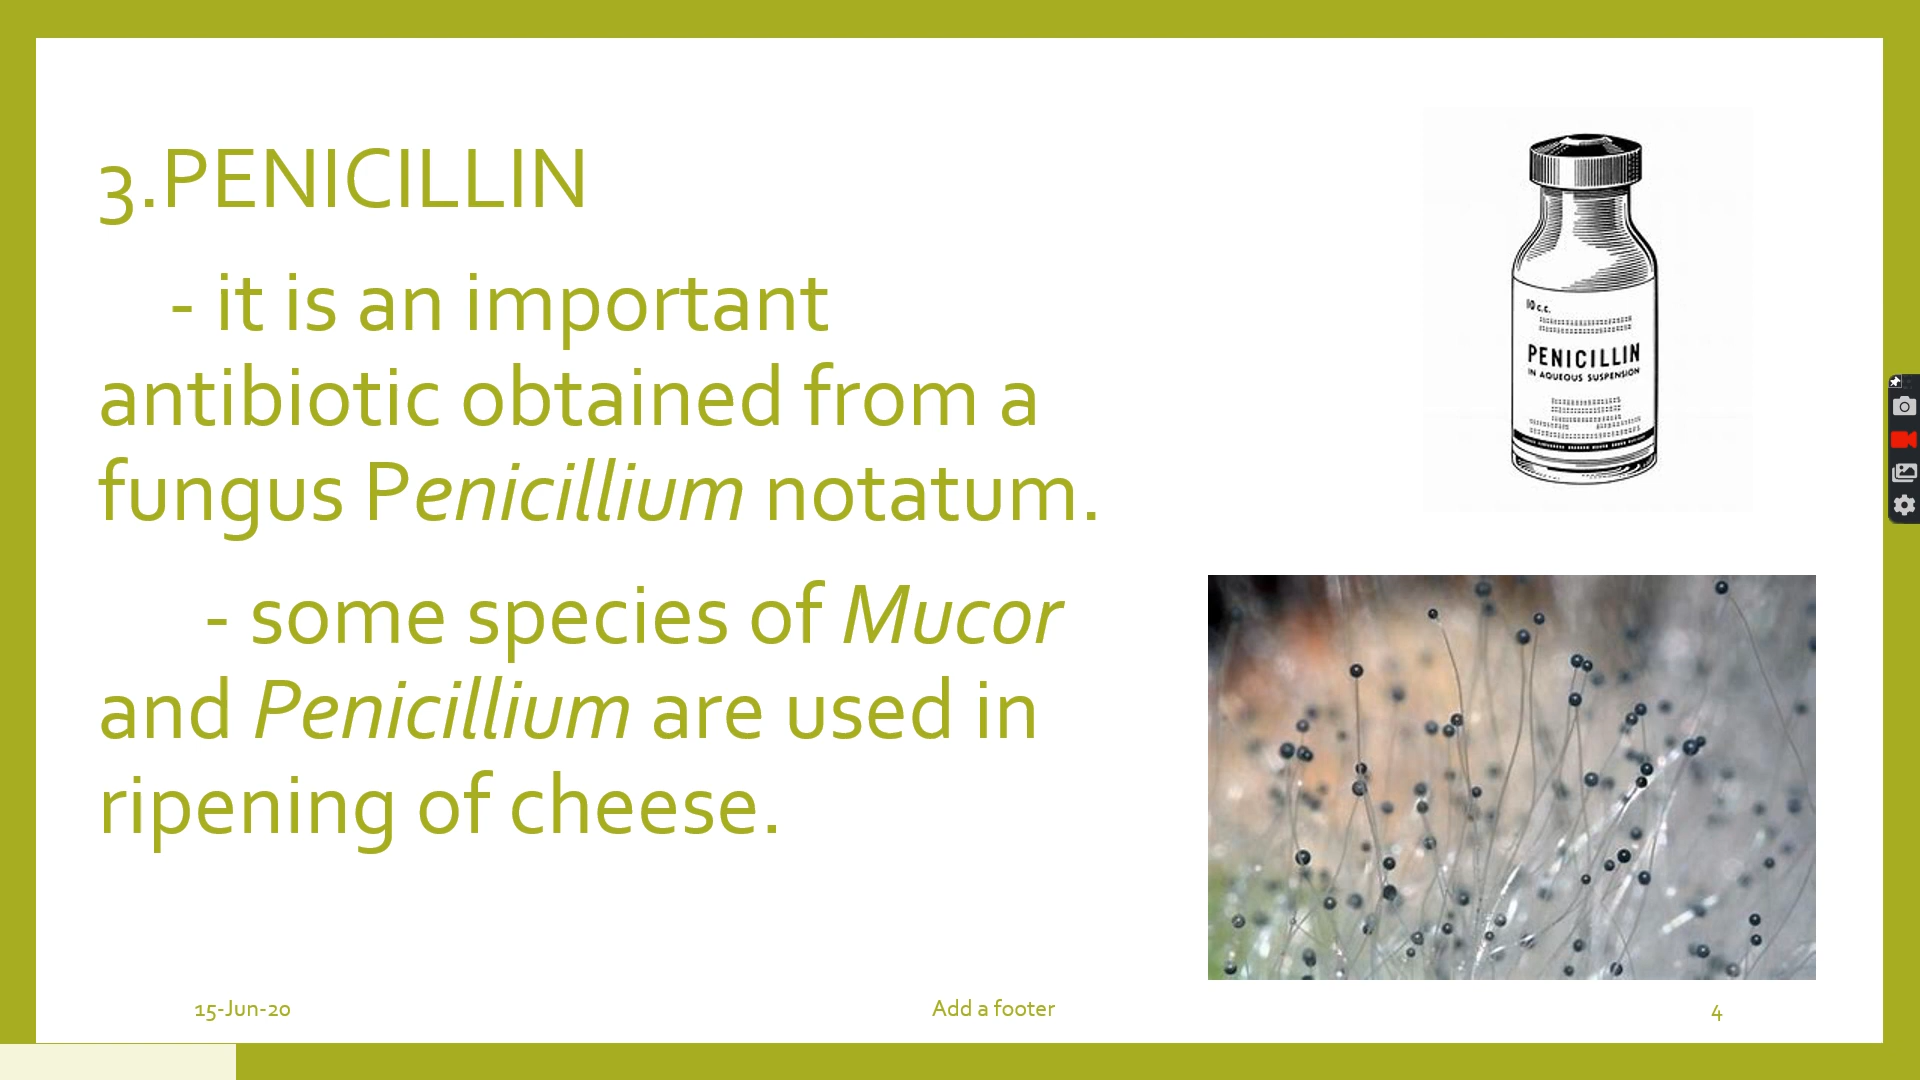 3.PENICILLIN
- it is an important
antibiotic obtained from a
fungus Penicillium notatum.
- some species of Mucor
and Penicillium are used in
ripening of cheese.
10 c.c.
PENICILLIN
IN AQUEOUS SUSPENSION
15-Jun-20
Add a footer
4